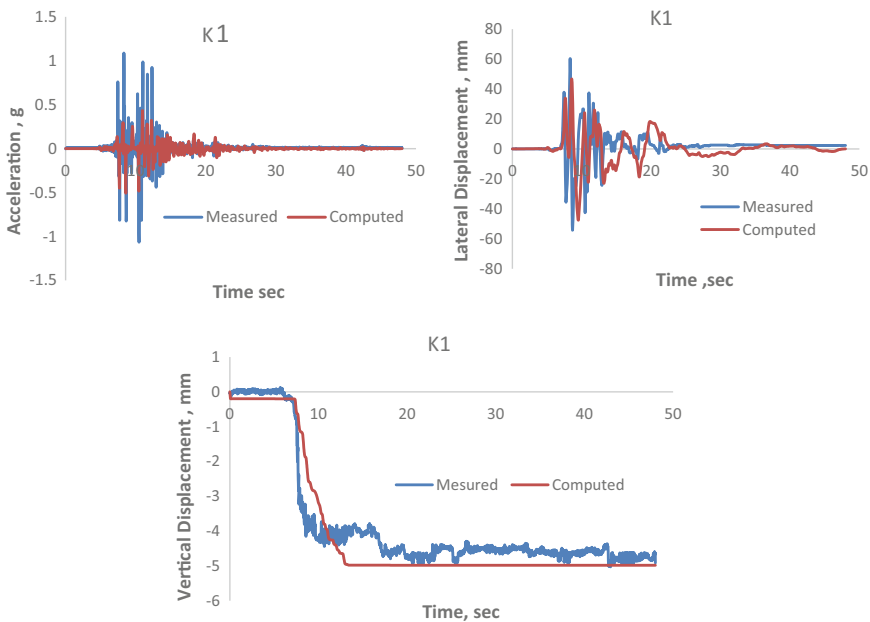 K1
1.5
1
0.5
0
-0.5
-1
-1.5
0 10 20 30 40 50
Acceleration , g
Measured Computed
Time sec
K1
80
60
40
20
0
-20
-40
-60
-80
0 10 20 30 40 50
Lateral Displacement , mm
Measured
Computed
Time ,sec
K1
1
0
-1
-2
-3
-4
-5
-6
0 10 20 30 40 50
Vertical Displacement , mm
Mesured Computed
Time, sec